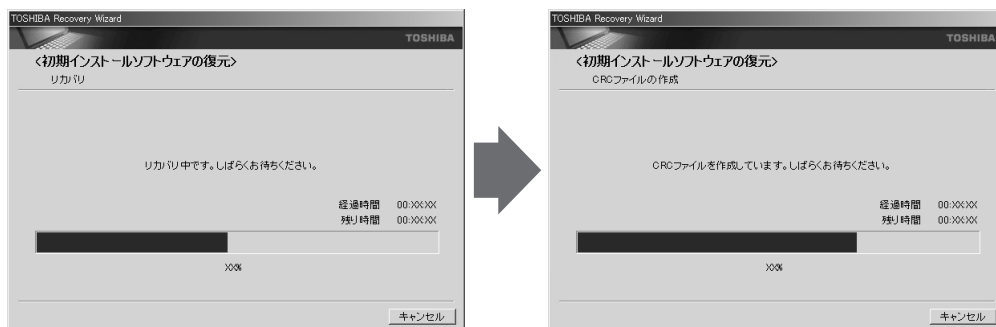 TOSHIBA Recovery Wizard
TOSHIBA
<初期インストールソフトウェアの復元>
リカバリ
リカバリ中です。しばらくお待ちください。
経過時間 00:XX:XX
残り時間 00:XX:XX
XX%
キャンセル
TOSHIBA Recovery Wizard
TOSHIBA
<初期インストールソフトウェアの復元>
CRCファイルの作成
CRCファイルを作成しています。しばらくお待ちください。
経過時間 00:XX:XX
残り時間 00:XX:XX
XX%
キャンセル